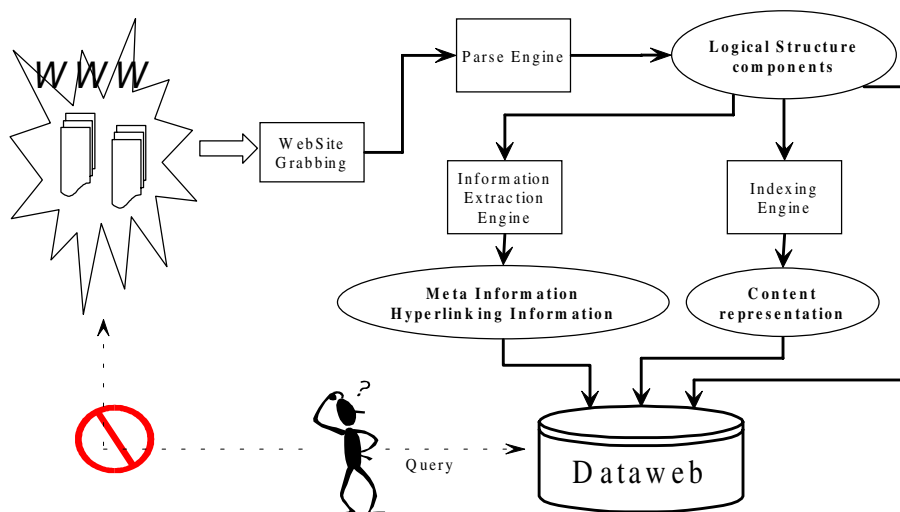 WWW
Parse Engine
Logical Structure
components
WebSite
Grabbing
Information
Extraction
Engine
Indexing
Engine
Meta Information
Hyperlinking Information
Content
representation
?
Query
Dataweb